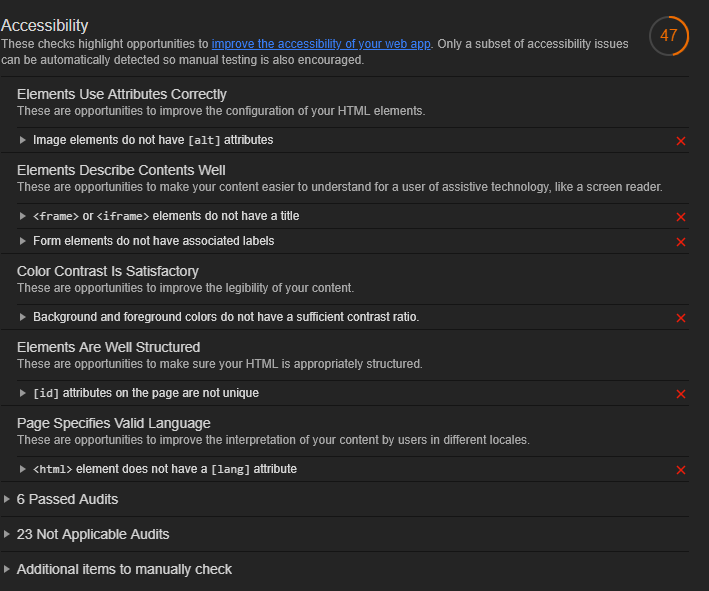 Accessibility
47
These checks highlight opportunities to improve the accessibility of your web app. Only a subset of accessibility issues
can be automatically detected so manual testing is also encouraged.
Elements Use Attributes Correctly
These are opportunities to improve the configuration of your HTML elements.
Image elements do not have [alt] attributes
Elements Describe Contents Well
These are opportunities to make your content easier to understand for a user of assistive technology, like a screen reader.
<frame> or <iframe> elements do not have a title
Form elements do not have associated labels
Color Contrast Is Satisfactory
These are opportunities to improve the legibility of your content.
Background and foreground colors do not have a sufficient contrast ratio.
Elements Are Well Structured
These are opportunities to make sure your HTML is appropriately structured.
[id] attributes on the page are not unique
Page Specifies Valid Language
These are opportunities to improve the interpretation of your content by users in different locales.
<html> element does not have a [lang] attribute
6 Passed Audits
23 Not Applicable Audits
Additional items to manually check